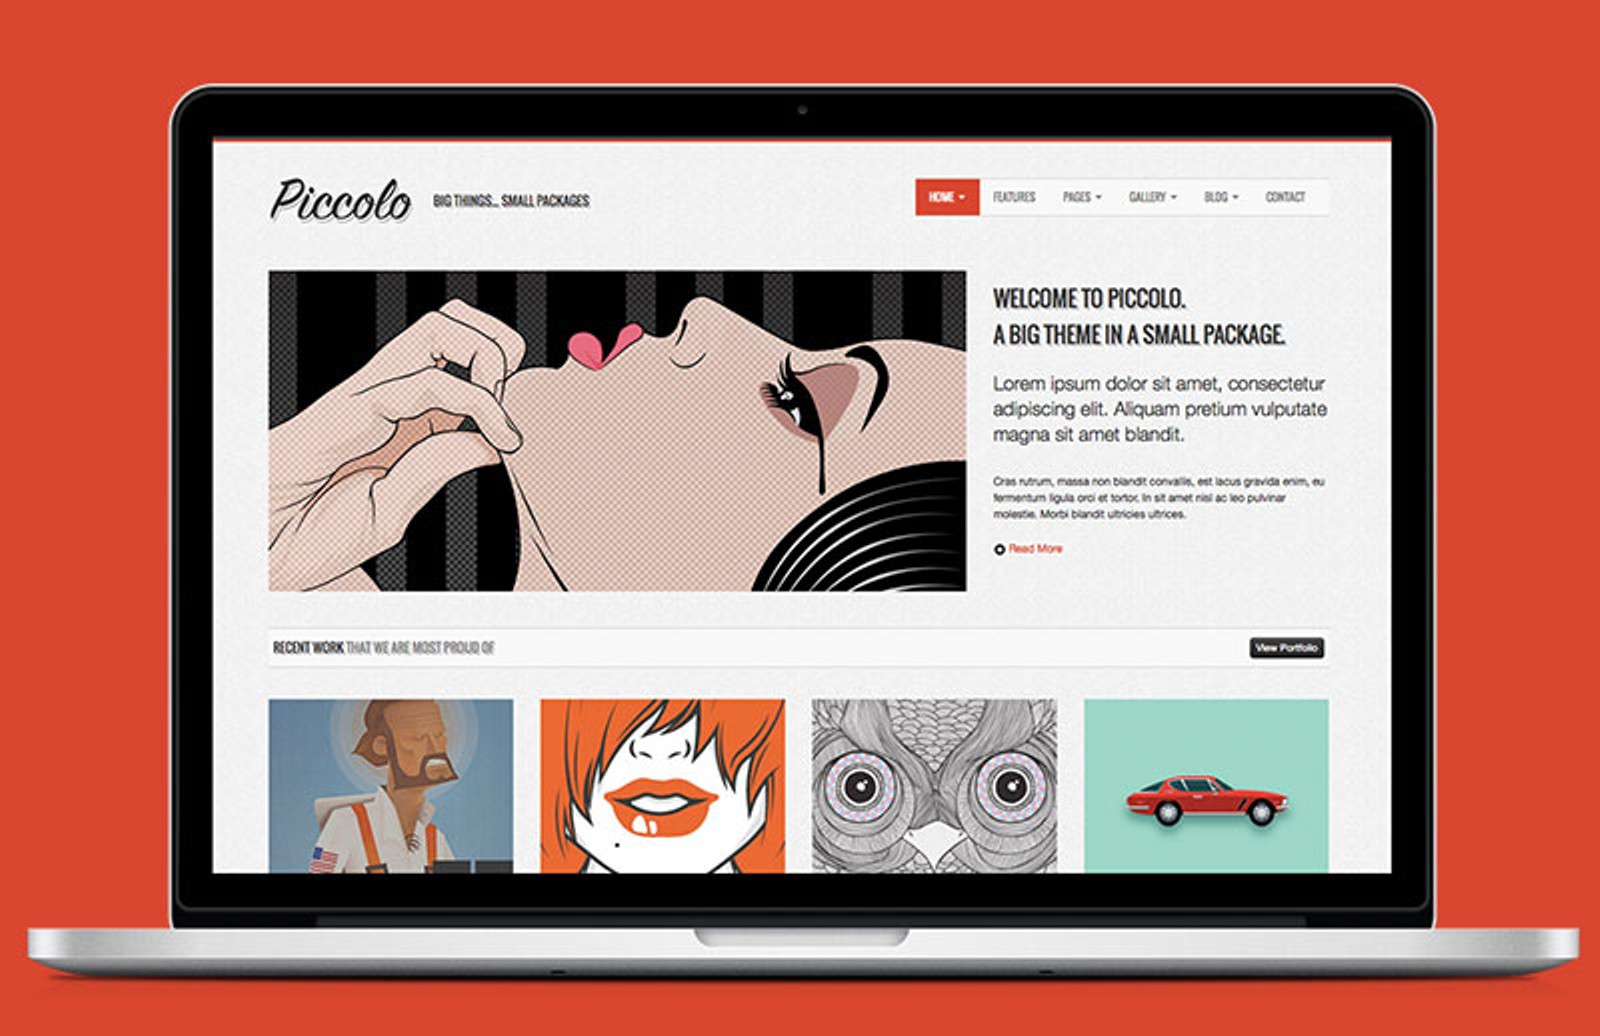 Piccolo
BIG THINGS... SMALL PACKAGES
HOME
FEATURES
PAGES
GALLERY
BLOG
CONTACT
WELCOME TO PICCOLO.
A BIG THEME IN A SMALL PACKAGE.
Lorem ipsum dolor sit amet, consectetur
adipiscing elit. Aliquam pretium vulputate
magna sit amet blandit.
Cras rutrum, massa non blandit convallis, est lacus gravida enim, eu
fermentum ligula orci et tortor. In sit amet nisl ac leo pulvinar
molestie. Morbi blandit ultricies ultrices.
Read More
RECENT WORK THAT WE ARE MOST PROUD OF
View Portfolio